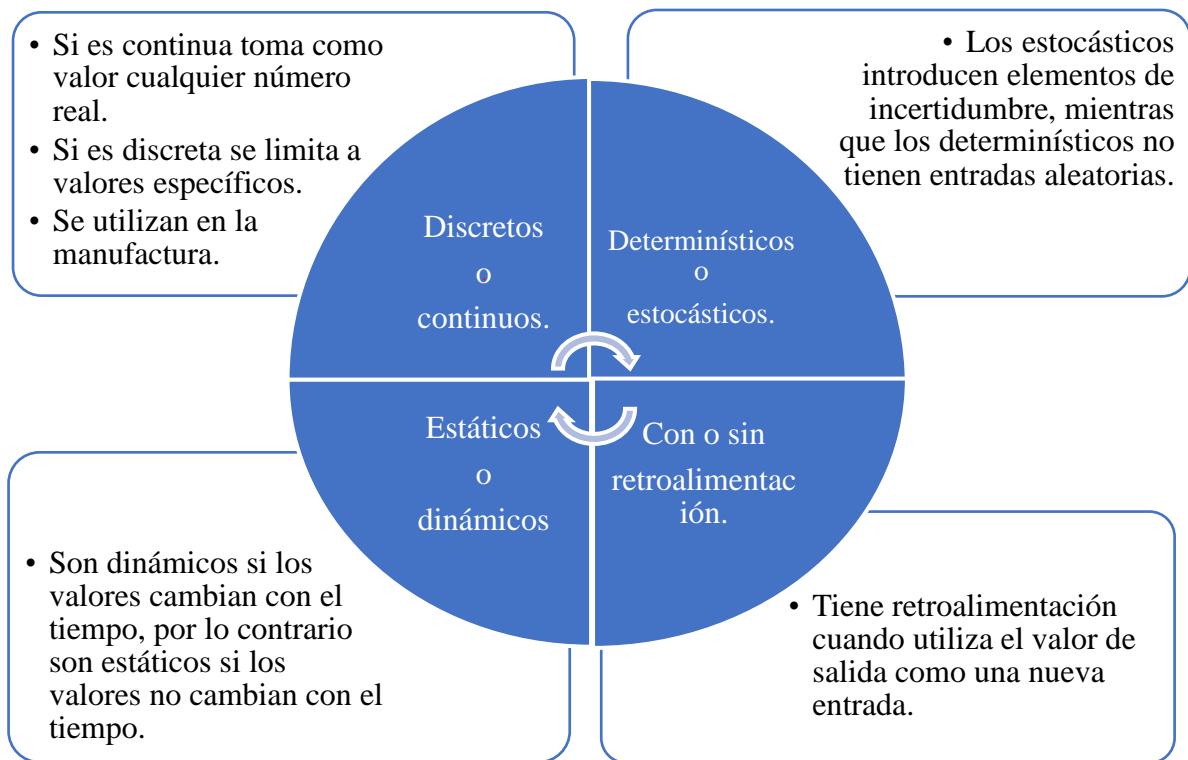 • Si es continua toma como
valor cualquier número
real.
• Si es discreta se limita a
valores específicos.
• Se utilizan en la
manufactura.
• Los estocásticos
introducen elementos de
incertidumbre, mientras
que los determinísticos no
tienen entradas aleatorias.
Discretos
o
continuos.
Determinísticos
o
estocásticos.
Estáticos
o
dinámicos
Con o sin
retroalimentac
ión.
• Son dinámicos si los
valores cambian con el
tiempo, por lo contrario
son estáticos si los
valores no cambian con el
tiempo.
• Tiene retroalimentación
cuando utiliza el valor de
salida como una nueva
entrada.